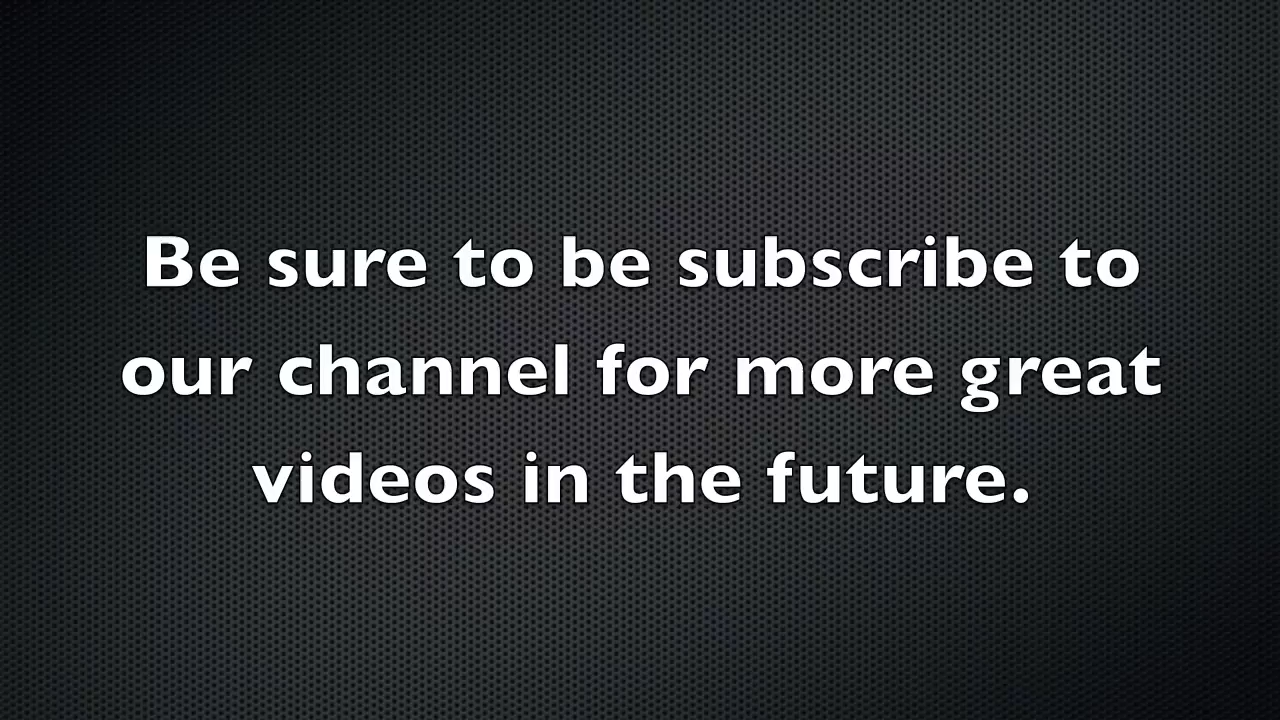 Be sure to be subscribe to
our channel for more great
videos in the future.